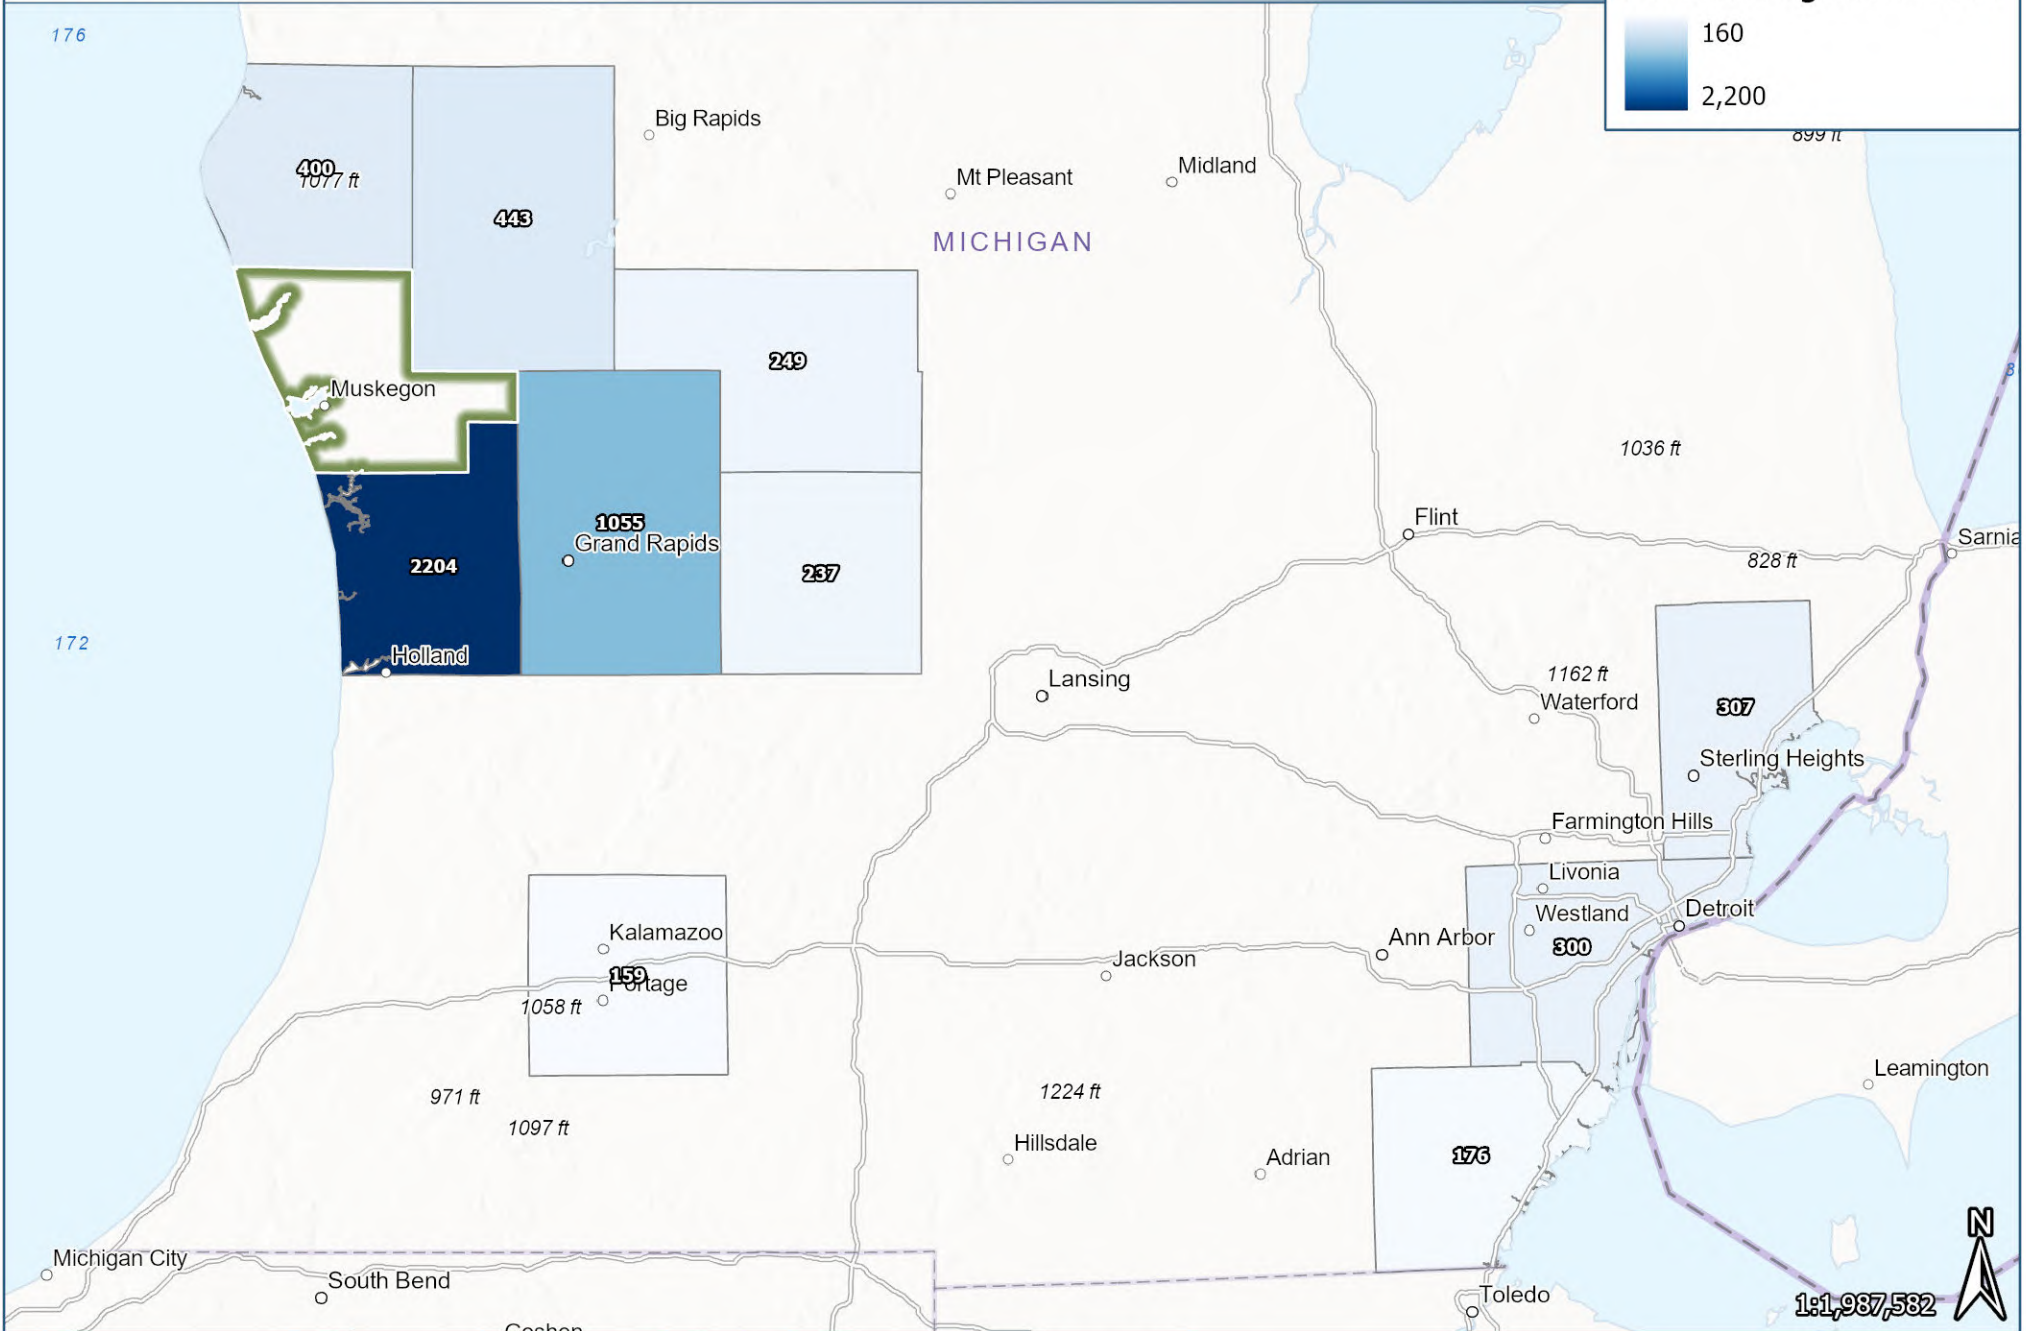 176
160
2,200
899 ft
Big Rapids
400
1077 ft
Mt Pleasant
Midland
443
MICHIGAN
249
Muskegon
1036 ft
1055
Grand Rapids
Flint
Sarnia
828 ft
2204
237
172
Holland
Lansing
1162 ft
Waterford
307
Sterling Heights
Farmington Hills
Livonia
Westland
Detroit
Kalamazoo
Ann Arbor
300
Jackson
159
Portage
1058 ft
971 ft
1224 ft
Leamington
1097 ft
Hillsdale
Adrian
176
N
Michigan City
South Bend
Toledo
1:1,987,582